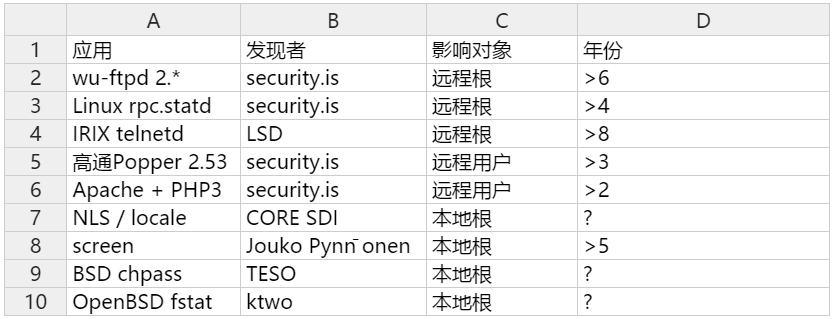 A B C D
1 应用 发现者 影响对象 年份
2 wu-ftpd 2.* security.is 远程根 >6
3 Linux rpc.statd security.is 远程根 >4
4 IRIX telnetd LSD 远程根 >8
5 高通Popper 2.53 security.is 远程用户 >3
6 Apache + PHP3 security.is 远程用户 >2
7 NLS / locale CORE SDI 本地根 ?
8 screen Jouko Pynn ̄onen 本地根 >5
9 BSD chpass TESO 本地根 ?
10 OpenBSD fstat ktwo 本地根 ?